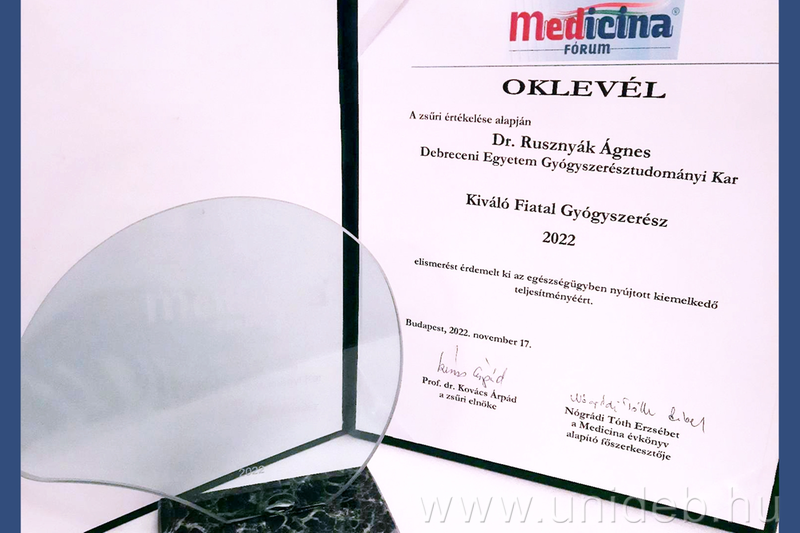 Medicina®
FÓRUM
OKLEVÉL
A zsűri értékelése alapján
Dr. Rusznyák Ágnes
Debreceni Egyetem Gyógyszerésztudományi Kar
Kiváló Fiatal Gyógyszerész
2022
elismerést érdemelt ki az egészségügyben nyújtott kiemelkedő
teljesítményéért.
Budapest, 2022. november 17.
Prof. dr. Kovács Árpád
a zsűri elnöke
Nógrádi Tóth Erzsébet
a Medicina évkönyv
alapító főszerkesztője
2022
www.unideb.hu